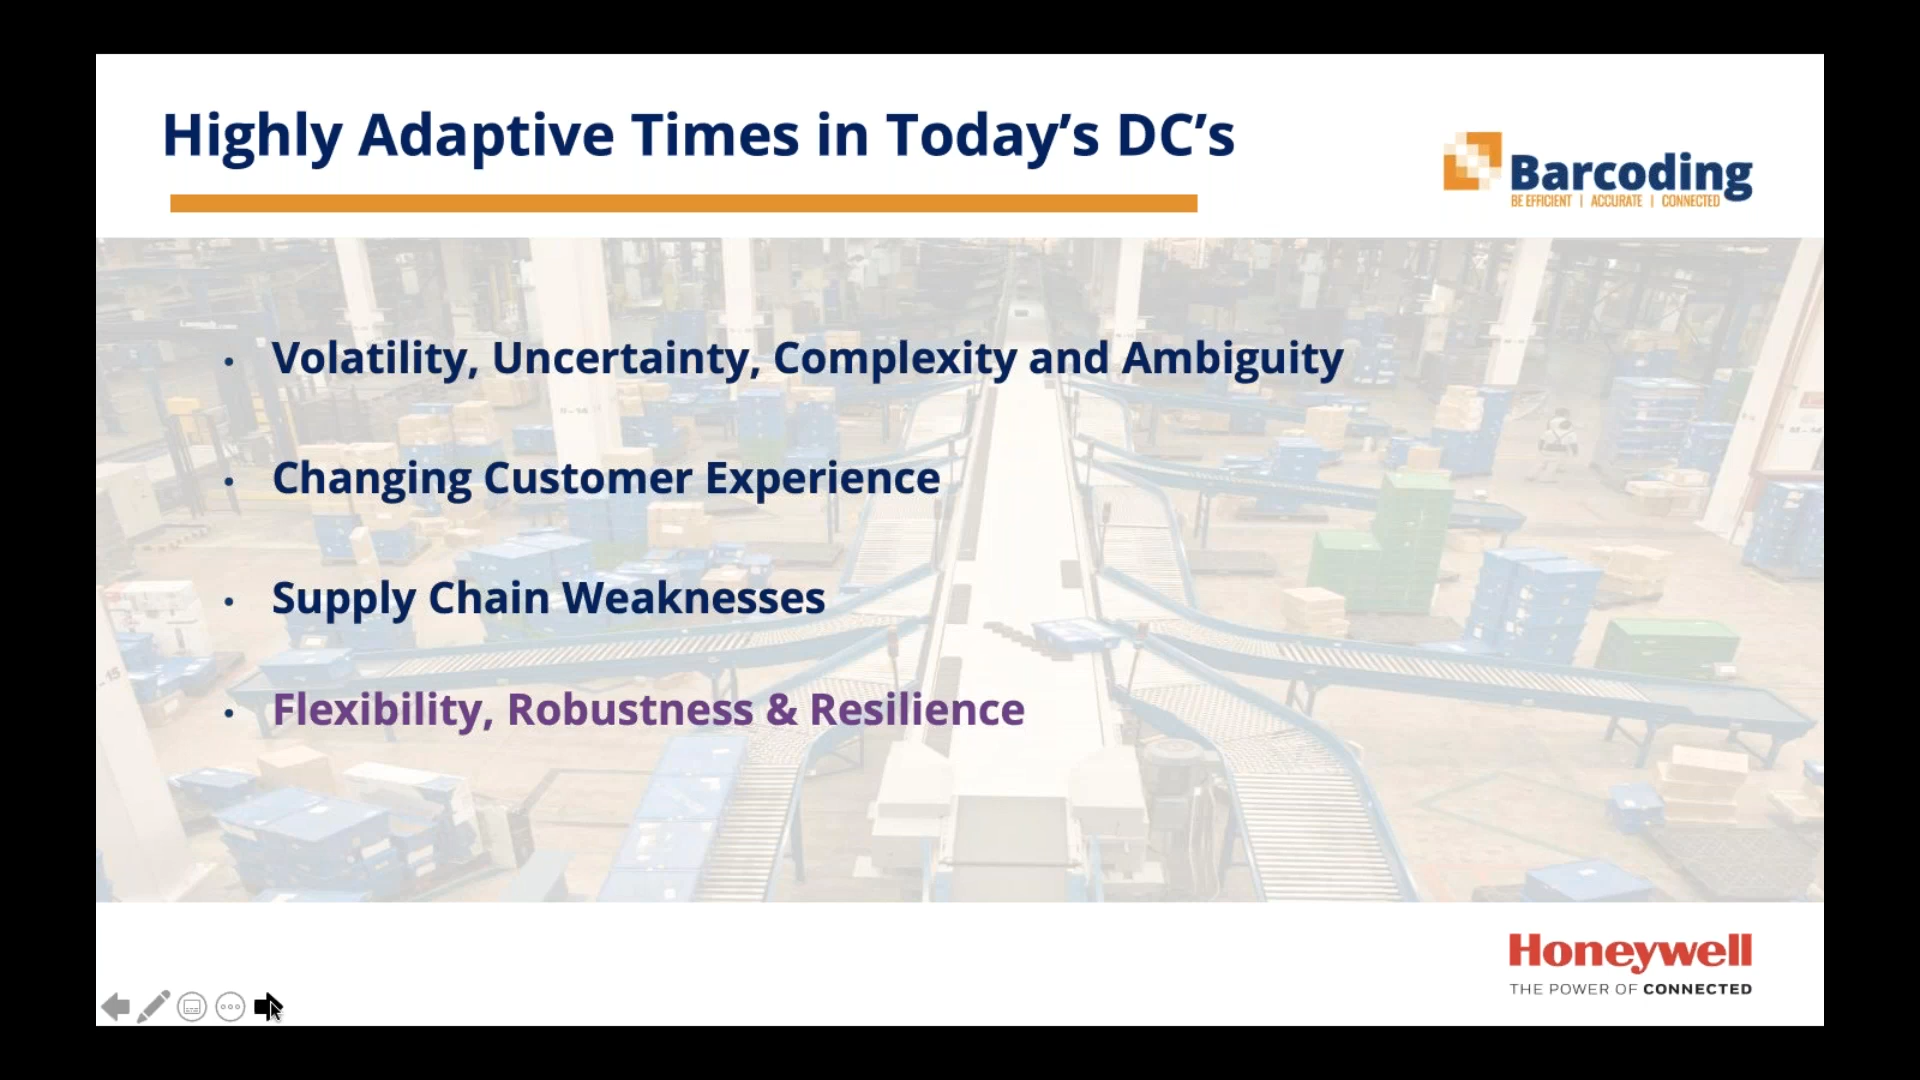 Highly Adaptive Times in Today’s DC’s
Barcoding
BE EFFICIENT | ACCURATE | CONNECTED
• Volatility, Uncertainty, Complexity and Ambiguity
• Changing Customer Experience
• Supply Chain Weaknesses
• Flexibility, Robustness & Resilience
Honeywell
THE POWER OF CONNECTED